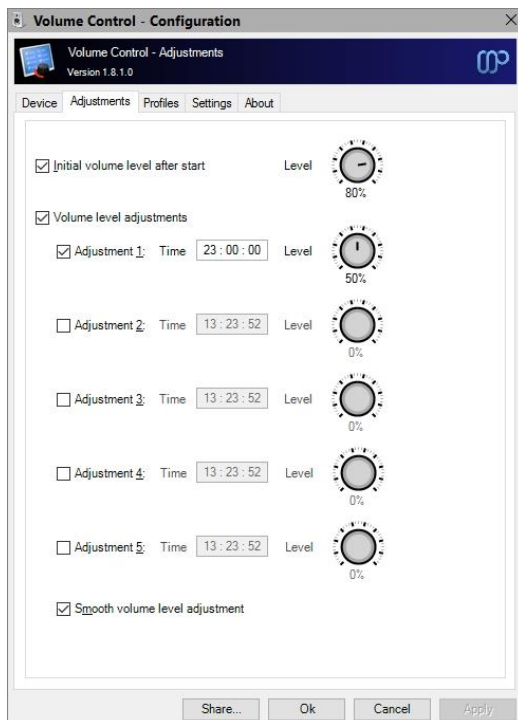 Volume Control - Configuration
Volume Control - Adjustments
Version 1.8.1.0
Device Adjustments Profiles Settings About
Initial volume level after start Level
80%
Volume level adjustments
Adjustment 1: Time 23 : 00 : 00 Level
50%
Adjustment 2: Time 13 : 23 : 52 Level
0%
Adjustment 3: Time 13 : 23 : 52 Level
0%
Adjustment 4: Time 13 : 23 : 52 Level
0%
Adjustment 5: Time 13 : 23 : 52 Level
0%
Smooth volume level adjustment
Share... Ok Cancel Apply